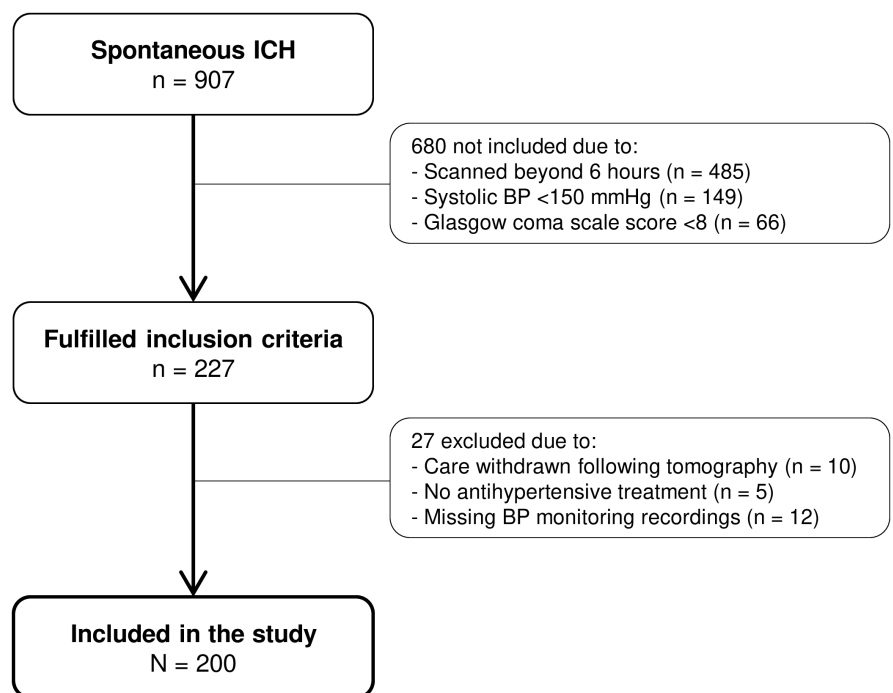 Spontaneous ICH
n = 907
680 not included due to:
- Scanned beyond 6 hours (n = 485)
- Systolic BP <150 mmHg (n = 149)
- Glasgow coma scale score <8 (n = 66)
Fulfilled inclusion criteria
n = 227
27 excluded due to:
- Care withdrawn following tomography (n = 10)
- No antihypertensive treatment (n = 5)
- Missing BP monitoring recordings (n = 12)
Included in the study
N = 200